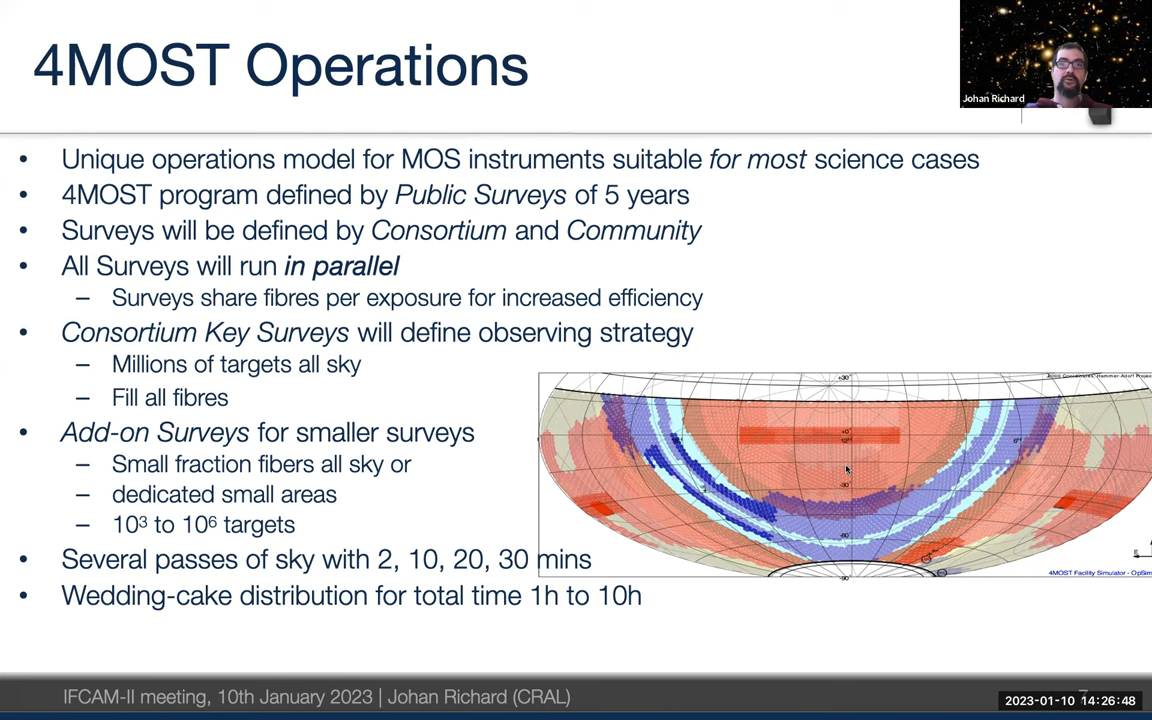 4MOST Operations
Johan Richard
• Unique operations model for MOS instruments suitable for most science cases
• 4MOST program defined by Public Surveys of 5 years
• Surveys will be defined by Consortium and Community
• All Surveys will run in parallel
– Surveys share fibres per exposure for increased efficiency
• Consortium Key Surveys will define observing strategy
– Millions of targets all sky
– Fill all fibres
• Add-on Surveys for smaller surveys
– Small fraction fibers all sky or
– dedicated small areas
– 10³ to 10⁶ targets
• Several passes of sky with 2, 10, 20, 30 mins
• Wedding-cake distribution for total time 1h to 10h
+30
+0
-30
-60
-90
4MOST Facility Simulator - OpSim
IFCAM-II meeting, 10th January 2023 | Johan Richard (CRAL)
7
2023-01-10 14:26:48